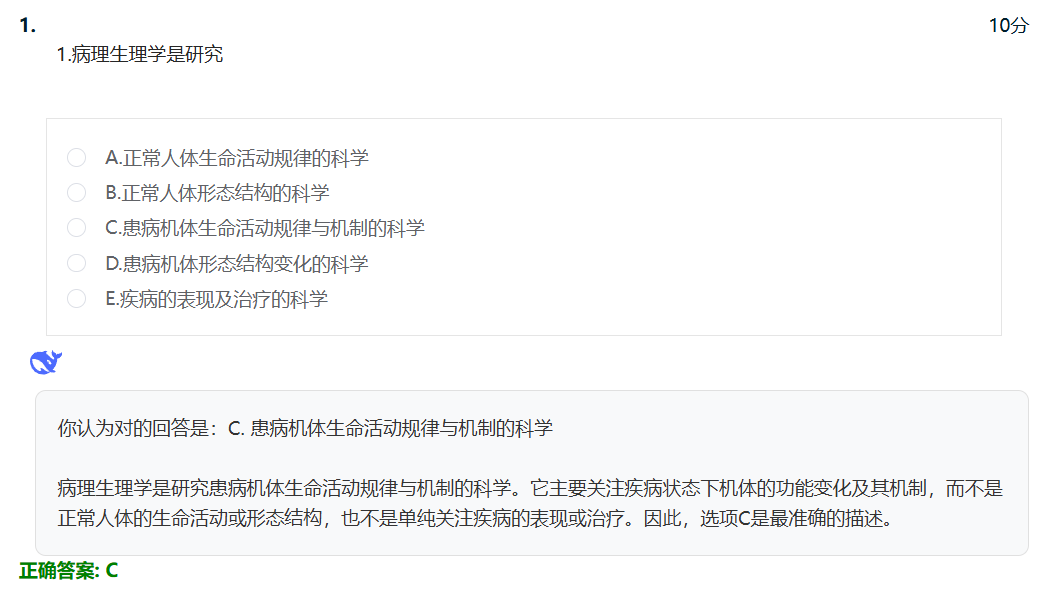 1.
10分
1.病理生理学是研究
A.正常人体生命活动规律的科学
B.正常人体形态结构的科学
C.患病机体生命活动规律与机制的科学
D.患病机体形态结构变化的科学
E.疾病的表现及治疗的科学
你认为对的回答是：C. 患病机体生命活动规律与机制的科学
病理生理学是研究患病机体生命活动规律与机制的科学。它主要关注疾病状态下机体的功能变化及其机制，而不是
正常人体的生命活动或形态结构，也不是单纯关注疾病的表现或治疗。因此，选项C是最准确的描述。
正确答案: C